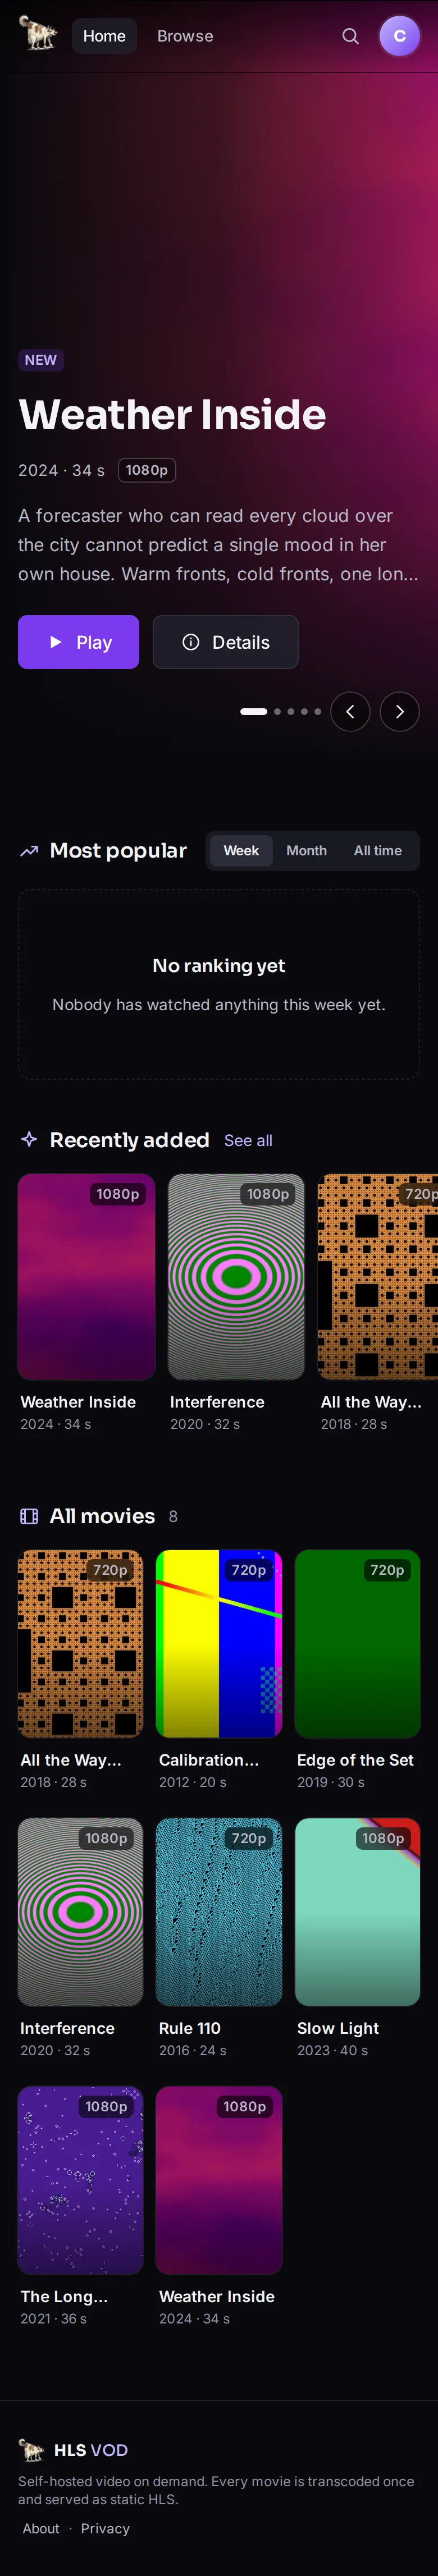 Home Browse C
NEW
Weather Inside
2024 · 34 s 1080p
A forecaster who can read every cloud over
the city cannot predict a single mood in her
own house. Warm fronts, cold fronts, one lon...
Play Details
Most popular Week Month All time
No ranking yet
Nobody has watched anything this week yet.
Recently added See all
1080p 1080p 720p
Weather Inside Interference All the Way...
2024 · 34 s 2020 · 32 s 2018 · 28 s
All movies 8
720p 720p 720p
All the Way... Calibration... Edge of the Set
2018 · 28 s 2012 · 20 s 2019 · 30 s
1080p 720p 1080p
Interference Rule 110 Slow Light
2020 · 32 s 2016 · 24 s 2023 · 40 s
1080p 1080p
The Long... Weather Inside
2021 · 36 s 2024 · 34 s
HLS VOD
Self-hosted video on demand. Every movie is transcoded once
and served as static HLS.
About · Privacy